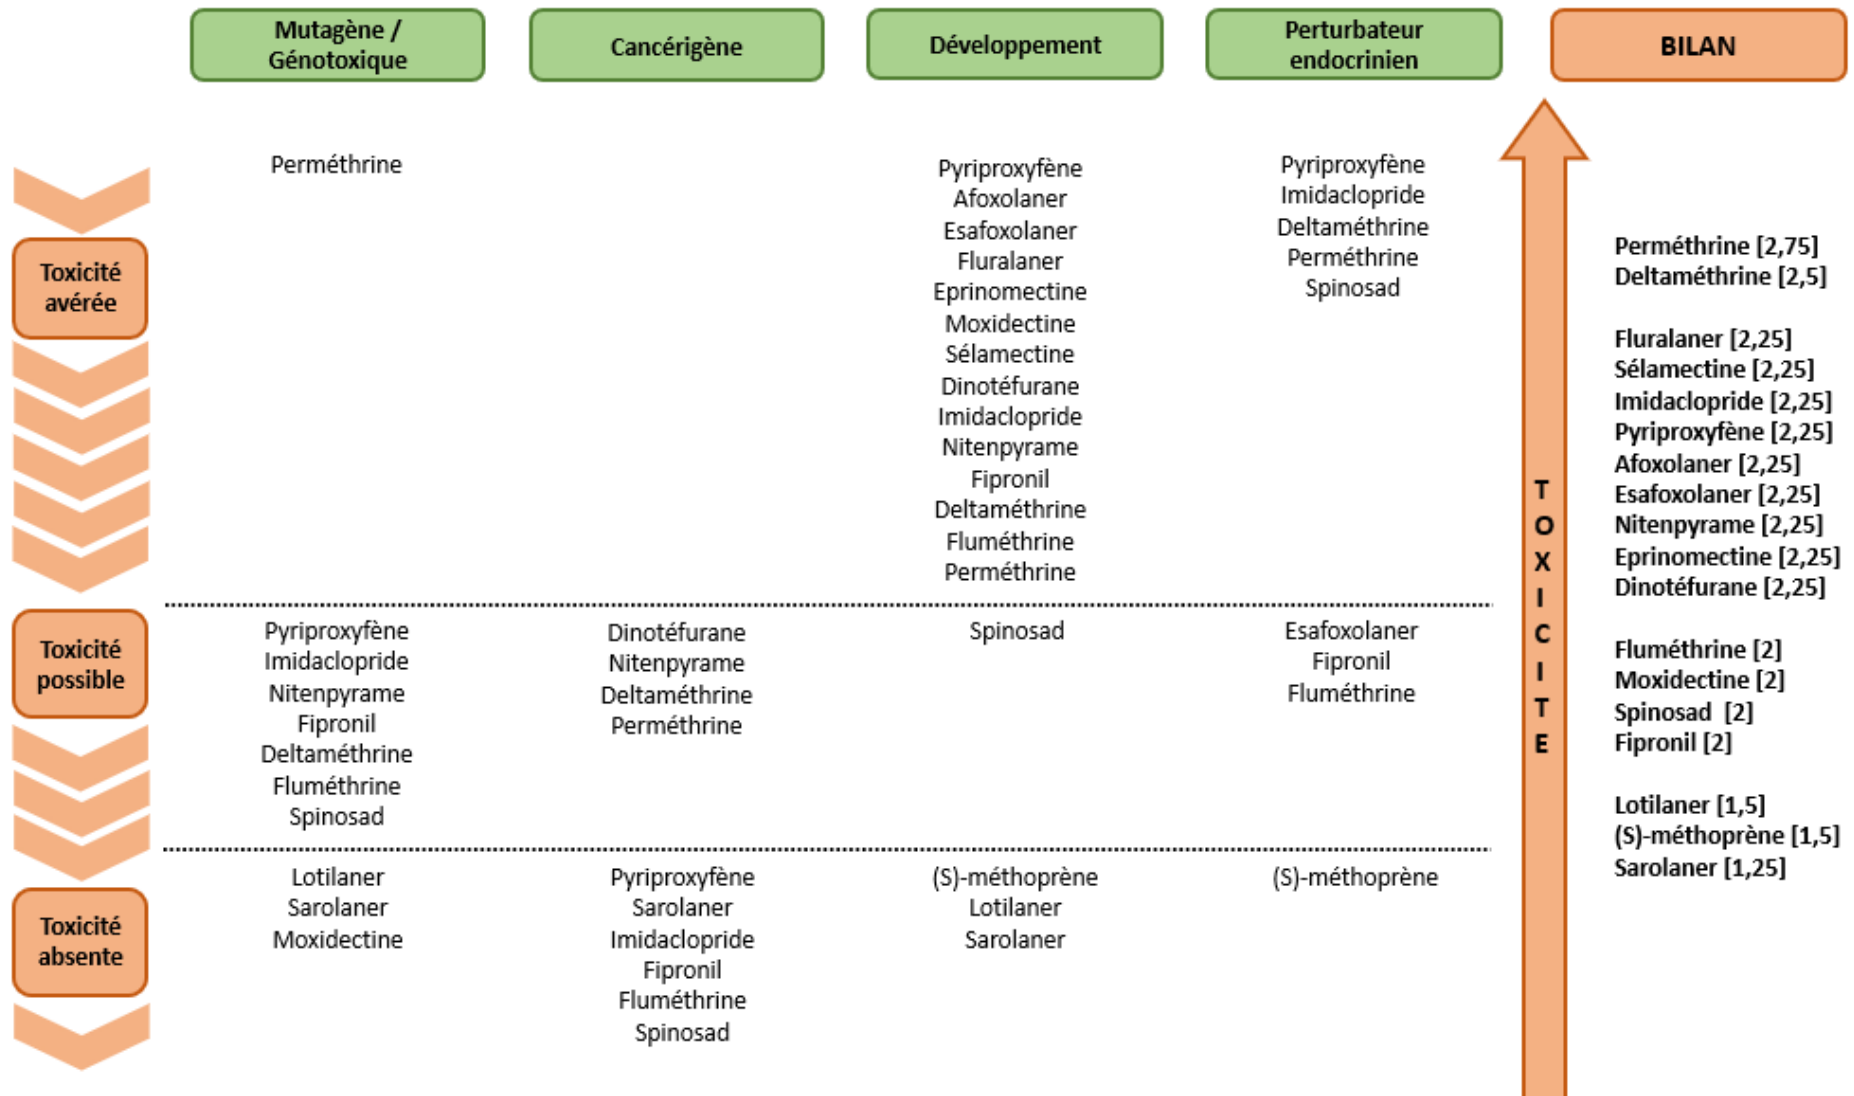 Mutagène /
Génotoxique
Cancérigène
Développement
Perturbateur
endocrinien
BILAN
Toxicité
avérée
Perméthrine
Pyriproxyfène
Afoxolaner
Esafoxolaner
Fluralaner
Eprinomectine
Moxidectine
Sélamectine
Dinotéfurane
Imidaclopride
Nitenpyrame
Fipronil
Deltaméthrine
Fluméthrine
Perméthrine
Pyriproxyfène
Imidaclopride
Deltaméthrine
Perméthrine
Spinosad
Toxicité
possible
Pyriproxyfène
Imidaclopride
Nitenpyrame
Fipronil
Deltaméthrine
Fluméthrine
Spinosad
Dinotéfurane
Nitenpyrame
Deltaméthrine
Perméthrine
Spinosad
Esafoxolaner
Fipronil
Fluméthrine
Toxicité
absente
Lotilaner
Sarolaner
Moxidectine
Pyriproxyfène
Sarolaner
Imidaclopride
Fipronil
Fluméthrine
Spinosad
(S)-méthoprène
Lotilaner
Sarolaner
(S)-méthoprène
TOXICITE
Perméthrine [2,75]
Deltaméthrine [2,5]
Fluralaner [2,25]
Sélamectine [2,25]
Imidaclopride [2,25]
Pyriproxyfène [2,25]
Afoxolaner [2,25]
Esafoxolaner [2,25]
Nitenpyrame [2,25]
Eprinomectine [2,25]
Dinotéfurane [2,25]
Fluméthrine [2]
Moxidectine [2]
Spinosad [2]
Fipronil [2]
Lotilaner [1,5]
(S)-méthoprène [1,5]
Sarolaner [1,25]